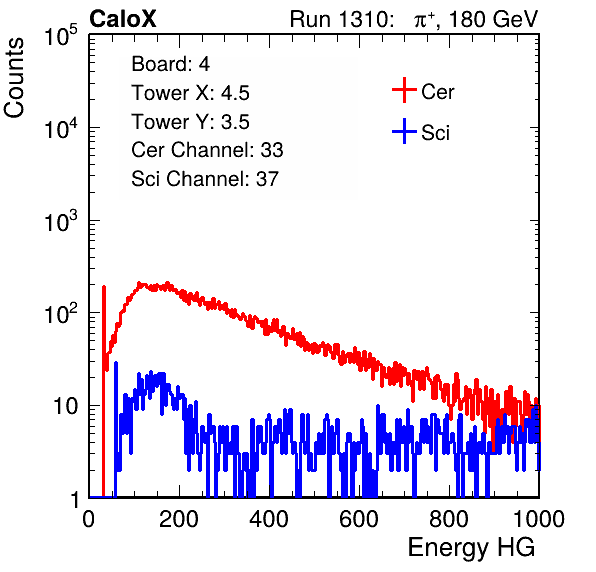 CaloX Run 1310: π⁺, 180 GeV
Board: 4
Tower X: 4.5
Tower Y: 3.5
Cer Channel: 33
Sci Channel: 37
Cer
Sci
Counts
10⁵
10⁴
10³
10²
10
1
0 200 400 600 800 1000
Energy HG